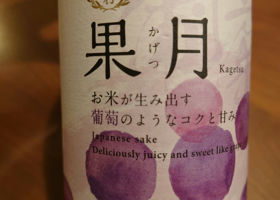 果月
かげつ
Kagetsu
お米が生み出す
葡萄のようなコクと甘み
Japanese sake
Deliciously juicy and sweet like